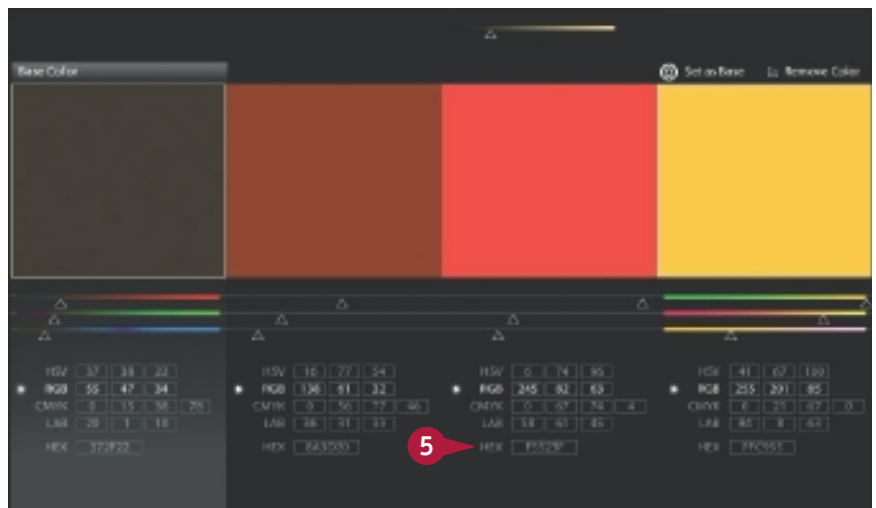 Base Color Set as Base Remove Color
HSV 37 38 22 HSV 16 77 54 HSV 6 74 96 HSV 41 67 100
RGB 55 47 34 RGB 138 61 32 RGB 245 82 63 RGB 255 201 85
CMYK 0 15 38 78 CMYK 0 56 77 46 CMYK 0 67 74 4 CMYK 0 21 67 0
LAB 20 1 10 LAB 36 31 33 LAB 58 61 45 LAB 84 8 63
HEX 372F22 HEX 8A3D20 5 HEX F5523F HEX FFC955